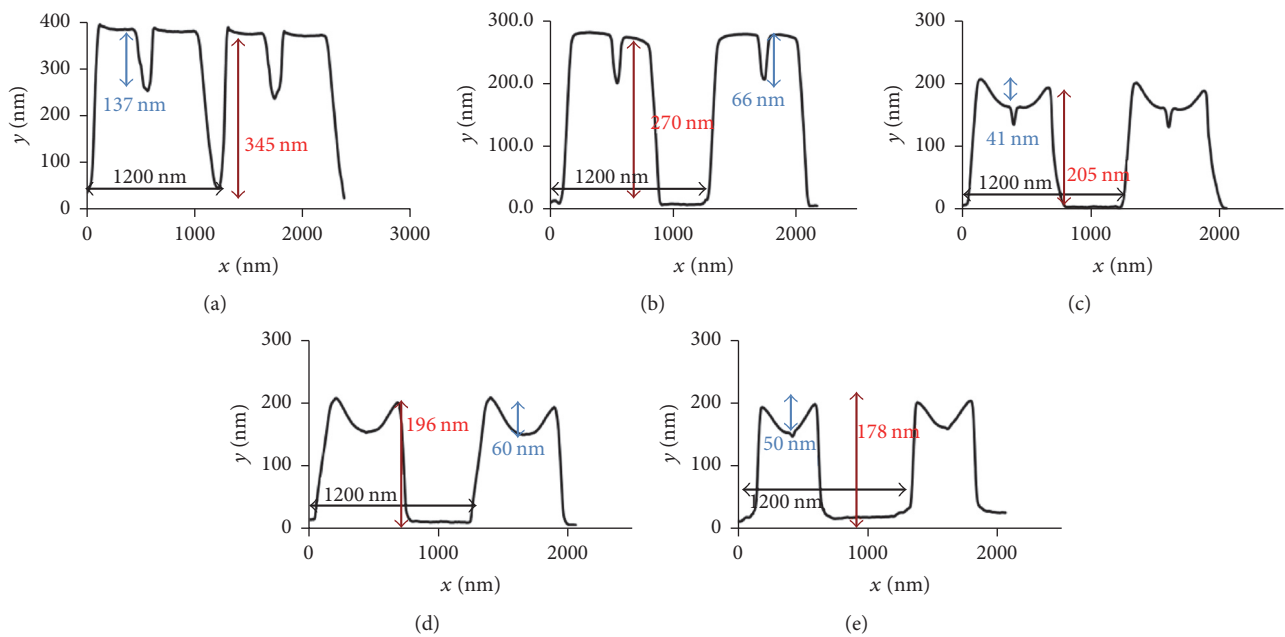 400
300
200
100
0
y (nm)
137 nm
345 nm
1200 nm
0 1000 2000 3000
x (nm)
(a)
300.0
200.0
100.0
0.0
y (nm)
66 nm
270 nm
1200 nm
0 1000 2000
x (nm)
(b)
300
200
100
0
y (nm)
41 nm
205 nm
1200 nm
0 1000 2000
x (nm)
(c)
300
200
100
0
y (nm)
196 nm
60 nm
1200 nm
0 1000 2000
x (nm)
(d)
300
200
100
0
y (nm)
50 nm
178 nm
1200 nm
0 1000 2000
x (nm)
(e)